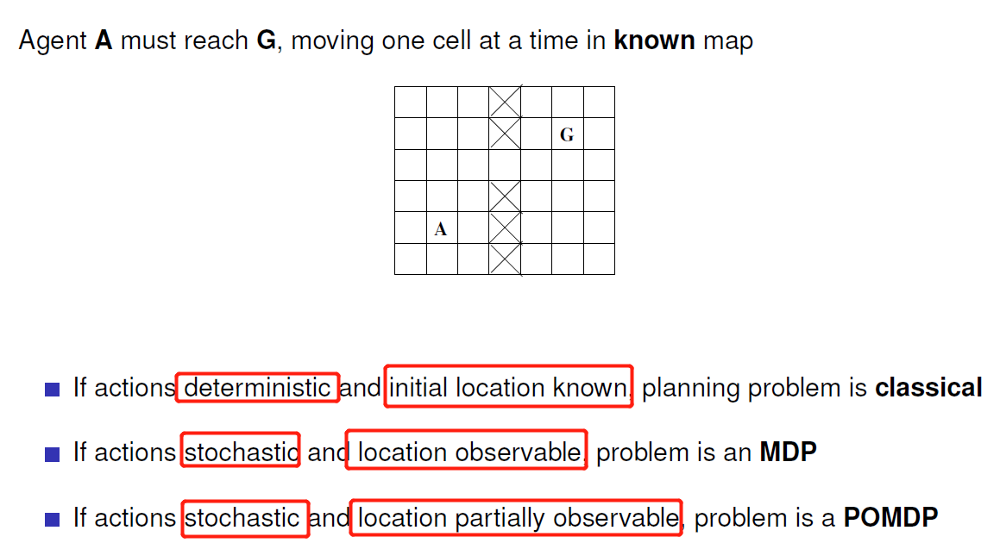 Agent A must reach G, moving one cell at a time in known map
G
A
If actions deterministic and initial location known, planning problem is classical
If actions stochastic and location observable, problem is an MDP
If actions stochastic and location partially observable, problem is a POMDP